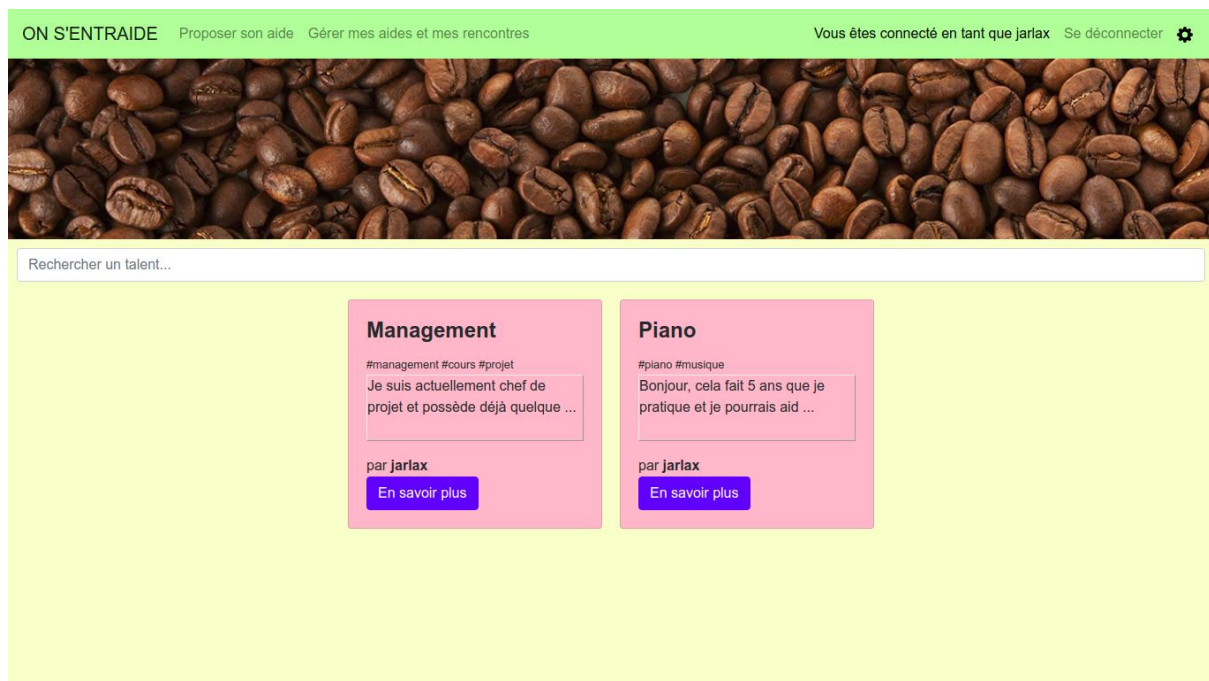 ON S'ENTRAIDE Proposer son aide Gérer mes aides et mes rencontres Vous êtes connecté en tant que jarlax Se déconnecter
Rechercher un talent...
Management
#management #cours #projet
Je suis actuellement chef de
projet et possède déjà quelque ...
par jarlax
En savoir plus
Piano
#piano #musique
Bonjour, cela fait 5 ans que je
pratique et je pourrais aid ...
par jarlax
En savoir plus